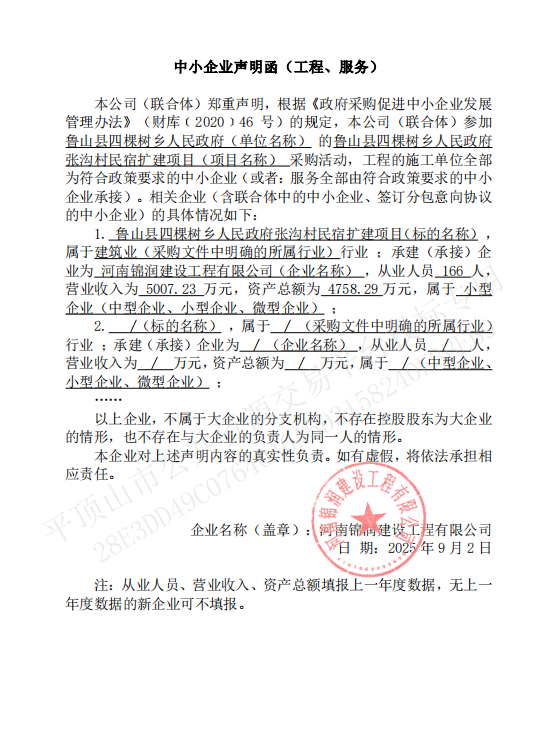 中小企业声明函（工程、服务）
本公司（联合体）郑重声明，根据《政府采购促进中小企业发展
管理办法》（财库﹝2020﹞46 号）的规定，本公司（联合体）参加
鲁山县四棵树乡人民政府（单位名称） 的鲁山县四棵树乡人民政府
张沟村民宿扩建项目（项目名称） 采购活动，工程的施工单位全部
为符合政策要求的中小企业（或者：服务全部由符合政策要求的中小
企业承接）。相关企业（含联合体中的中小企业、签订分包意向协议
的中小企业）的具体情况如下：
1. 鲁山县四棵树乡人民政府张沟村民宿扩建项目（标的名称） ，
属于建筑业（采购文件中明确的所属行业）行业 ；承建（承接）企
业为 河南锦润建设工程有限公司（企业名称） ，从业人员 166 人，
营业收入为 5007.23 万元，资产总额为 4758.29 万元，属于 小型
企业（中型企业、小型企业、微型企业） ；
2. /（标的名称） ，属于 / （采购文件中明确的所属行业）
行业 ；承建（承接）企业为 / （企业名称） ，从业人员 / 人，
营业收入为 / 万元，资产总额为 / 万元，属于 / （中型企业、
小型企业、微型企业） ；
……
以上企业，不属于大企业的分支机构，不存在控股股东为大企业
的情形，也不存在与大企业的负责人为同一人的情形。
本企业对上述声明内容的真实性负责。如有虚假，将依法承担相
应责任。
河南锦润建设工程有限公司
企业名称（盖章）：河南锦润建设工程有限公司
日 期：2025 年 9 月 2 日
注：从业人员、营业收入、资产总额填报上一年度数据，无上一
年度数据的新企业可不填报。